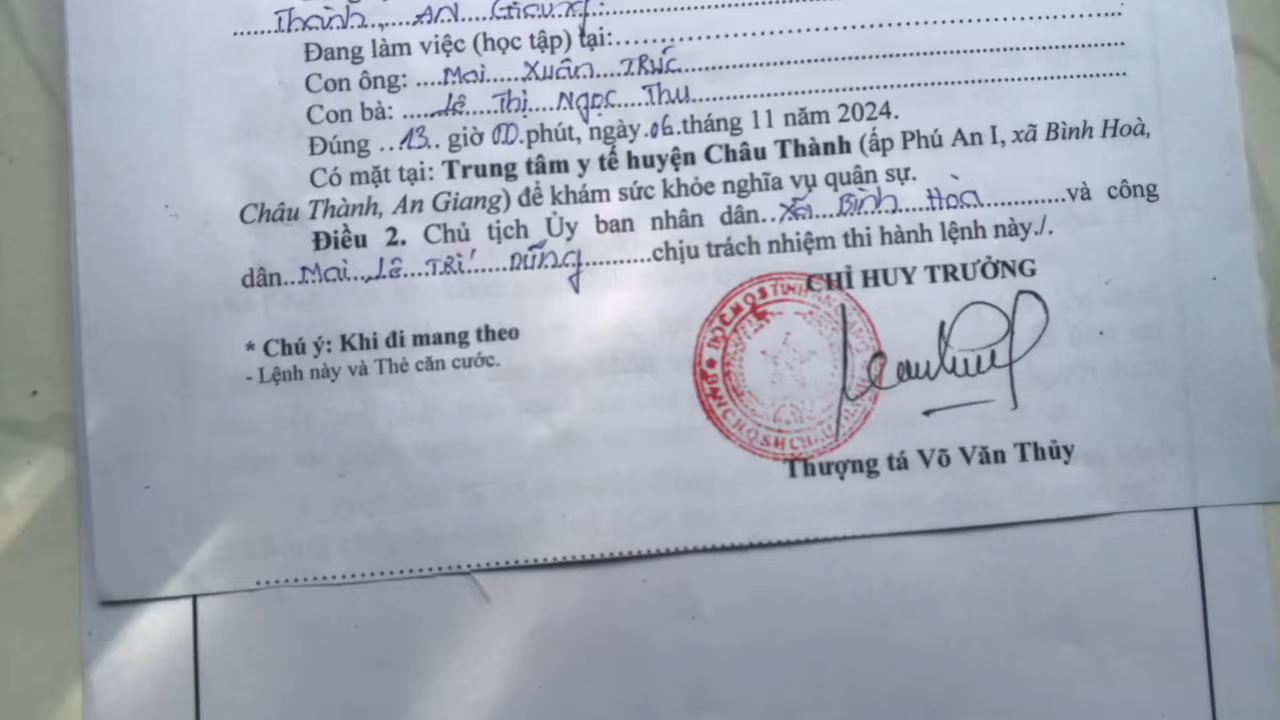 Thành, AN Giang.
Đang làm việc (học tập) tại:
Con ông: Mai Xuân Trúc
Con bà: Lê Thị Ngọc Thu
Đúng 13 giờ 00 phút, ngày 06 tháng 11 năm 2024.
Có mặt tại: Trung tâm y tế huyện Châu Thành (ấp Phú An I, xã Bình Hoà,
Châu Thành, An Giang) để khám sức khỏe nghĩa vụ quân sự.
Điều 2. Chủ tịch Ủy ban nhân dân xã Bình Hòa và công
dân Mai Lê Trí Dũng chịu trách nhiệm thi hành lệnh này./.
CHỈ HUY TRƯỞNG
* Chú ý: Khi đi mang theo
- Lệnh này và Thẻ căn cước.
Thượng tá Võ Văn Thủy